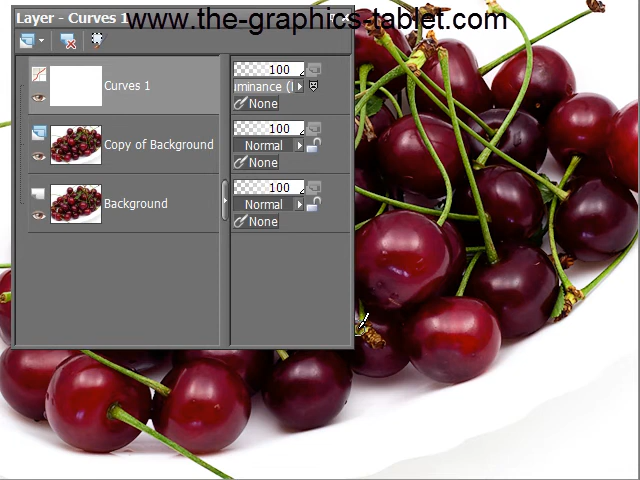 www.the-graphics-tablet.com
Layer - Curves 1
Curves 1
100
uminance (l
None
Copy of Background
100
Normal
None
Background
100
Normal
None